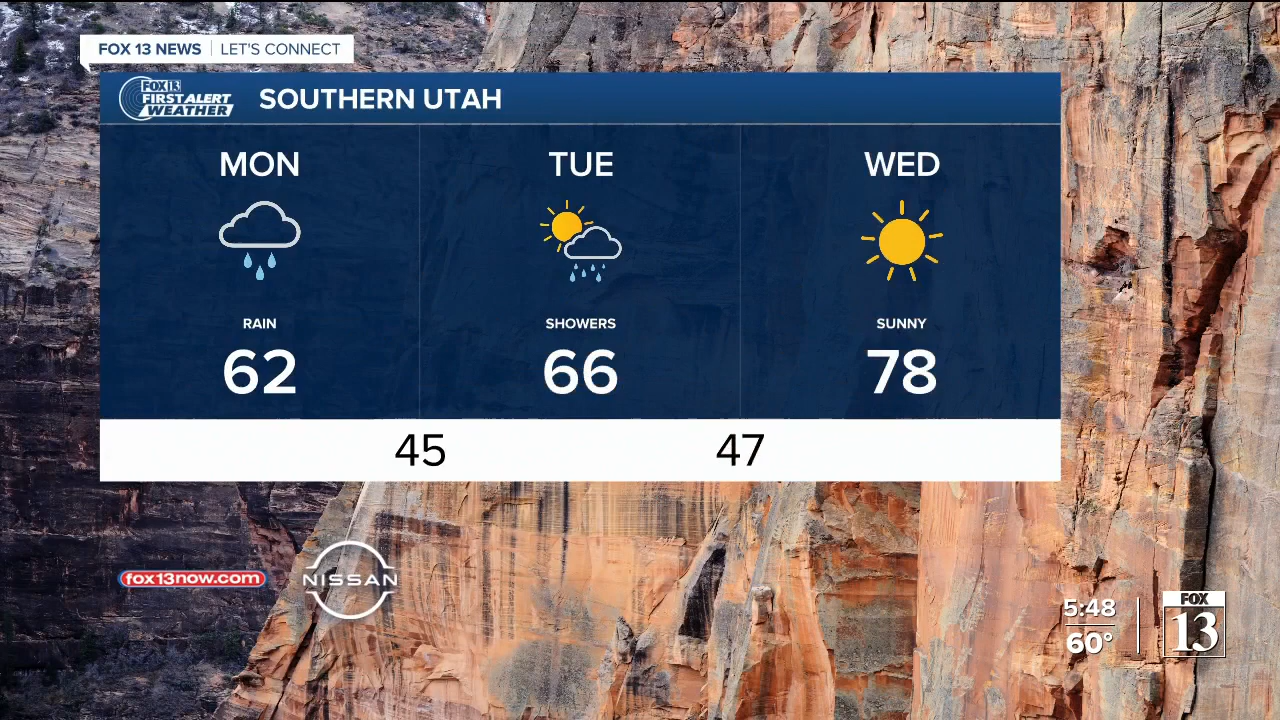 FOX 13 NEWS | LET'S CONNECT
FOX 13
FIRST ALERT
WEATHER
SOUTHERN UTAH
MON TUE WED
RAIN SHOWERS SUNNY
62 66 78
45 47
fox13now.com
NISSAN
5:48
60°
FOX
13